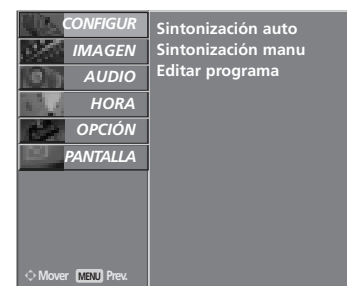 CONFIGUR
IMAGEN
AUDIO
HORA
OPCIÓN
PANTALLA
Sintonización auto
Sintonización manu
Editar programa
Mover MENU Prev.